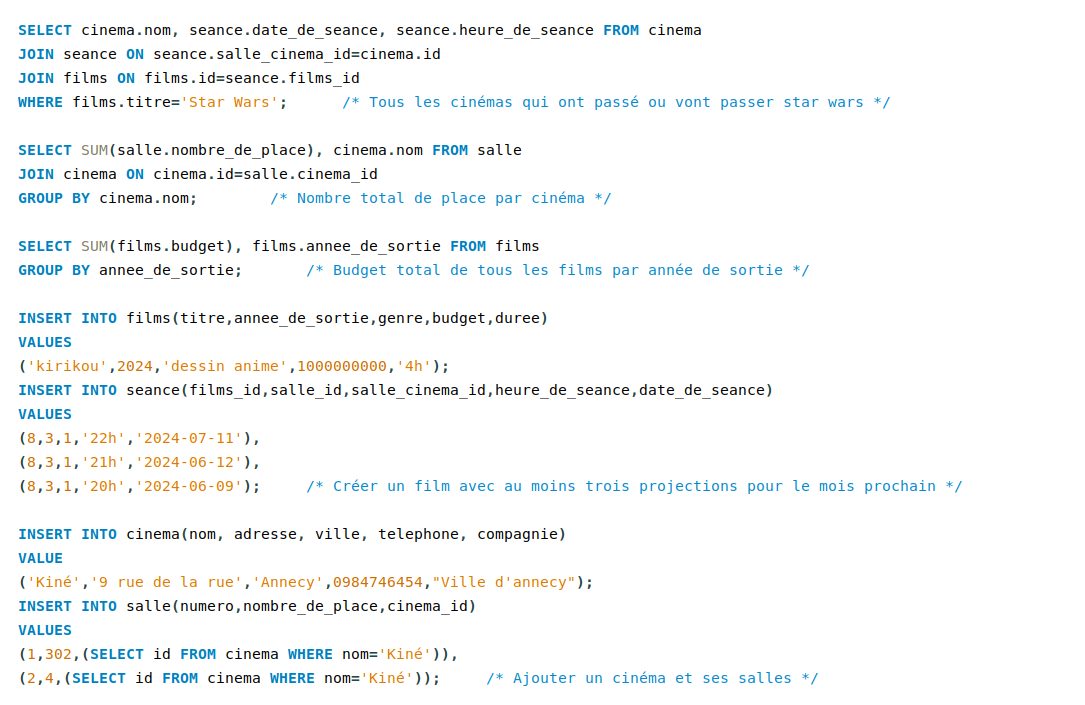 SELECT cinema.nom, seance.date_de_seance, seance.heure_de_seance FROM cinema
JOIN seance ON seance.salle_cinema_id=cinema.id
JOIN films ON films.id=seance.films_id
WHERE films.titre='Star Wars';      /* Tous les cinémas qui ont passé ou vont passer star wars */
SELECT SUM(salle.nombre_de_place), cinema.nom FROM salle
JOIN cinema ON cinema.id=salle.cinema_id
GROUP BY cinema.nom;        /* Nombre total de place par cinéma */
SELECT SUM(films.budget), films.annee_de_sortie FROM films
GROUP BY annee_de_sortie;       /* Budget total de tous les films par année de sortie */
INSERT INTO films(titre,annee_de_sortie,genre,budget,duree)
VALUES
('kirikou',2024,'dessin anime',1000000000,'4h');
INSERT INTO seance(films_id,salle_id,salle_cinema_id,heure_de_seance,date_de_seance)
VALUES
(8,3,1,'22h','2024-07-11'),
(8,3,1,'21h','2024-06-12'),
(8,3,1,'20h','2024-06-09');     /* Créer un film avec au moins trois projections pour le mois prochain */
INSERT INTO cinema(nom, adresse, ville, telephone, compagnie)
VALUE
('Kiné','9 rue de la rue','Annecy',0984746454,"Ville d'annecy");
INSERT INTO salle(numero,nombre_de_place,cinema_id)
VALUES
(1,302,(SELECT id FROM cinema WHERE nom='Kiné')),
(2,4,(SELECT id FROM cinema WHERE nom='Kiné'));     /* Ajouter un cinéma et ses salles */